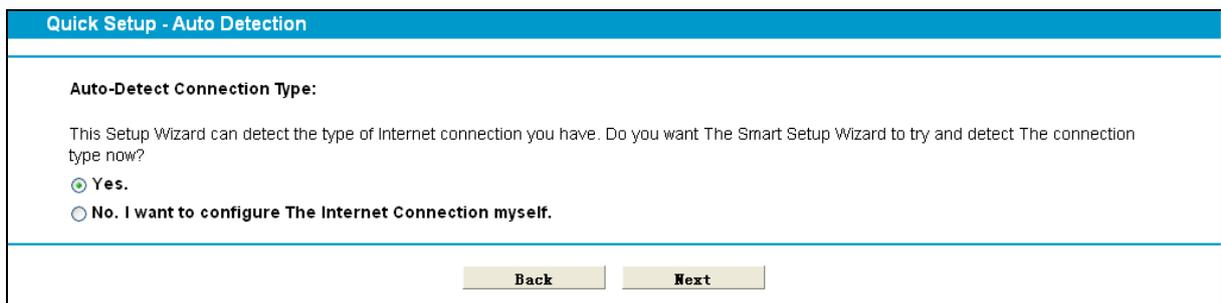 Quick Setup - Auto Detection
Auto-Detect Connection Type:
This Setup Wizard can detect the type of Internet connection you have. Do you want The Smart Setup Wizard to try and detect The connection
type now?
Yes.
No. I want to configure The Internet Connection myself.
Back Next